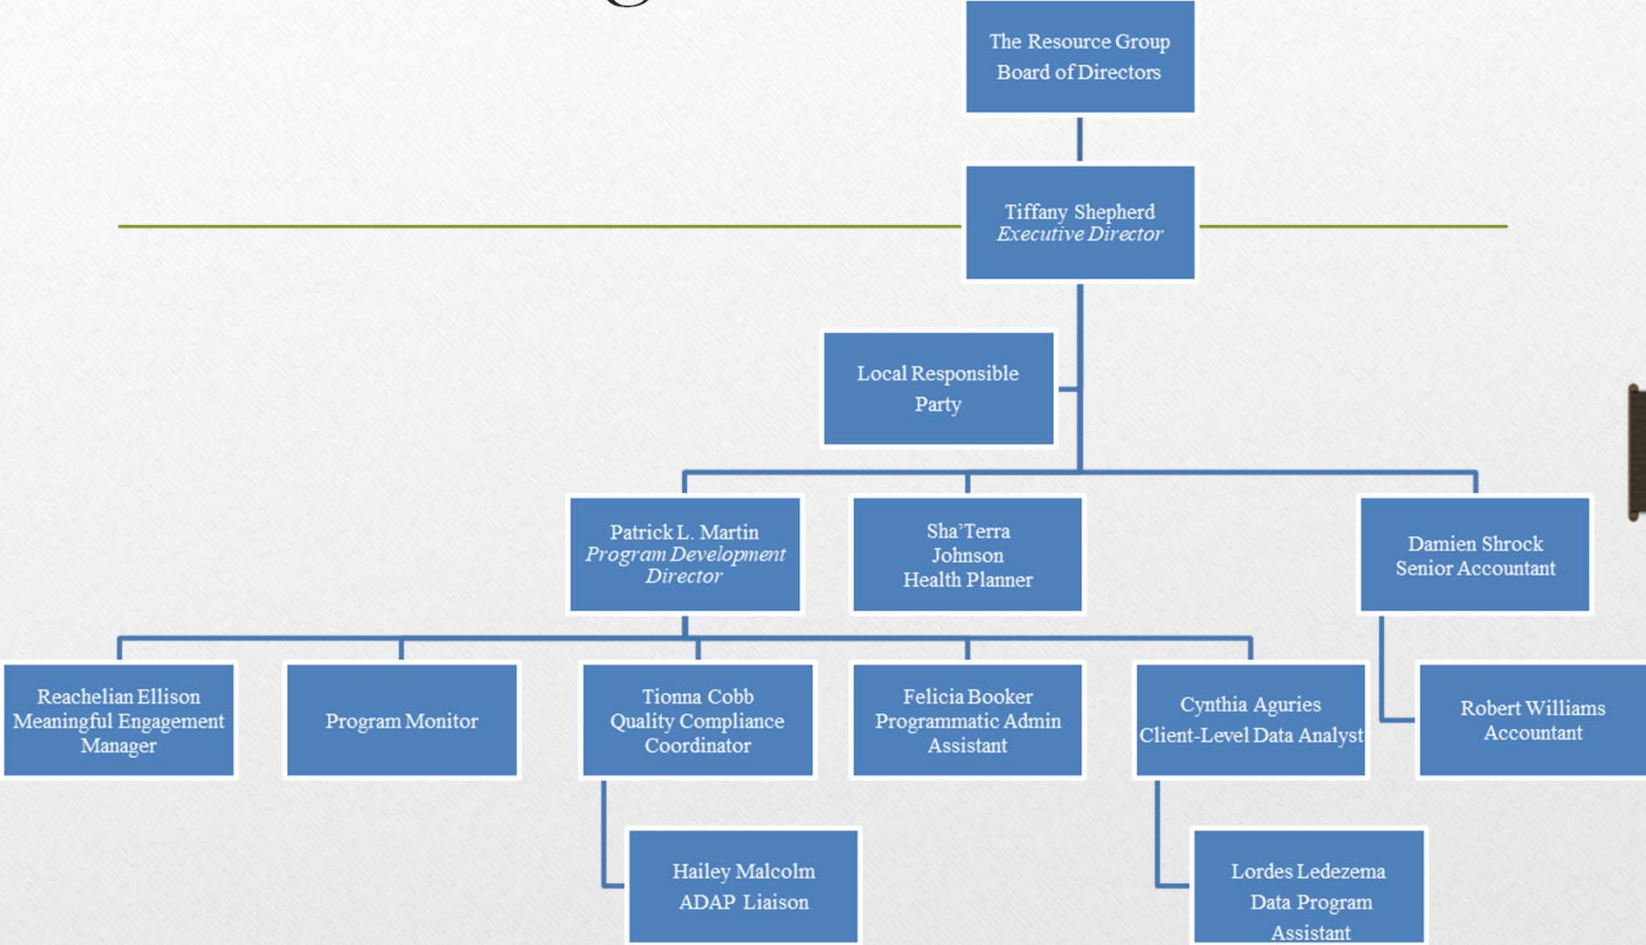 The Resource Group
Board of Directors
Tiffany Shepherd
Executive Director
Local Responsible
Party
Patrick L. Martin
Program Development
Director
Sha’Terra
Johnson
Health Planner
Damien Shrock
Senior Accountant
Reachelian Ellison
Meaningful Engagement
Manager
Program Monitor
Tionna Cobb
Quality Compliance
Coordinator
Felicia Booker
Programmatic Admin
Assistant
Cynthia Aguries
Client-Level Data Analyst
Robert Williams
Accountant
Hailey Malcolm
ADAP Liaison
Lordes Ledezema
Data Program
Assistant